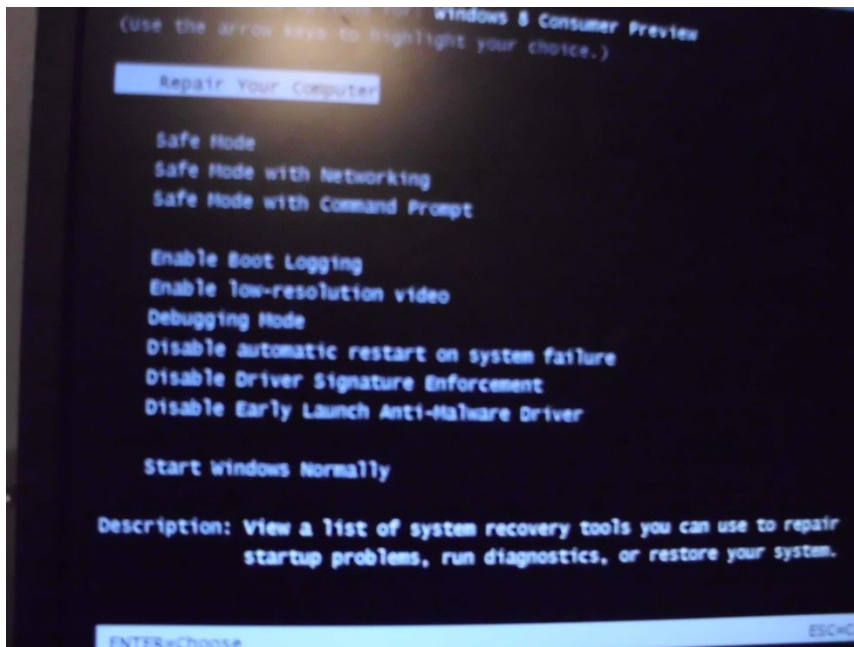 for: Windows 8 Consumer Preview
(Use the arrow keys to highlight your choice.)
Repair Your Computer
Safe Mode
Safe Mode with Networking
Safe Mode with Command Prompt
Enable Boot Logging
Enable low-resolution video
Debugging Mode
Disable automatic restart on system failure
Disable Driver Signature Enforcement
Disable Early Launch Anti-Malware Driver
Start Windows Normally
Description: View a list of system recovery tools you can use to repair
startup problems, run diagnostics, or restore your system.
ENTER=Choose ESC=C